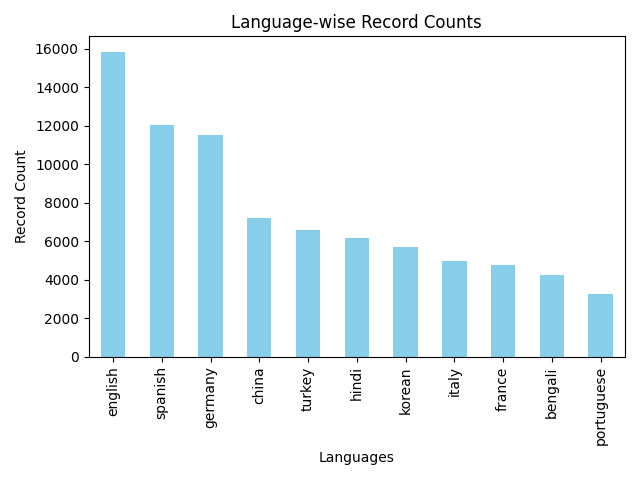 Language-wise Record Counts
Record Count
16000
14000
12000
10000
8000
6000
4000
2000
0
english
spanish
germany
china
turkey
hindi
korean
italy
france
bengali
portuguese
Languages